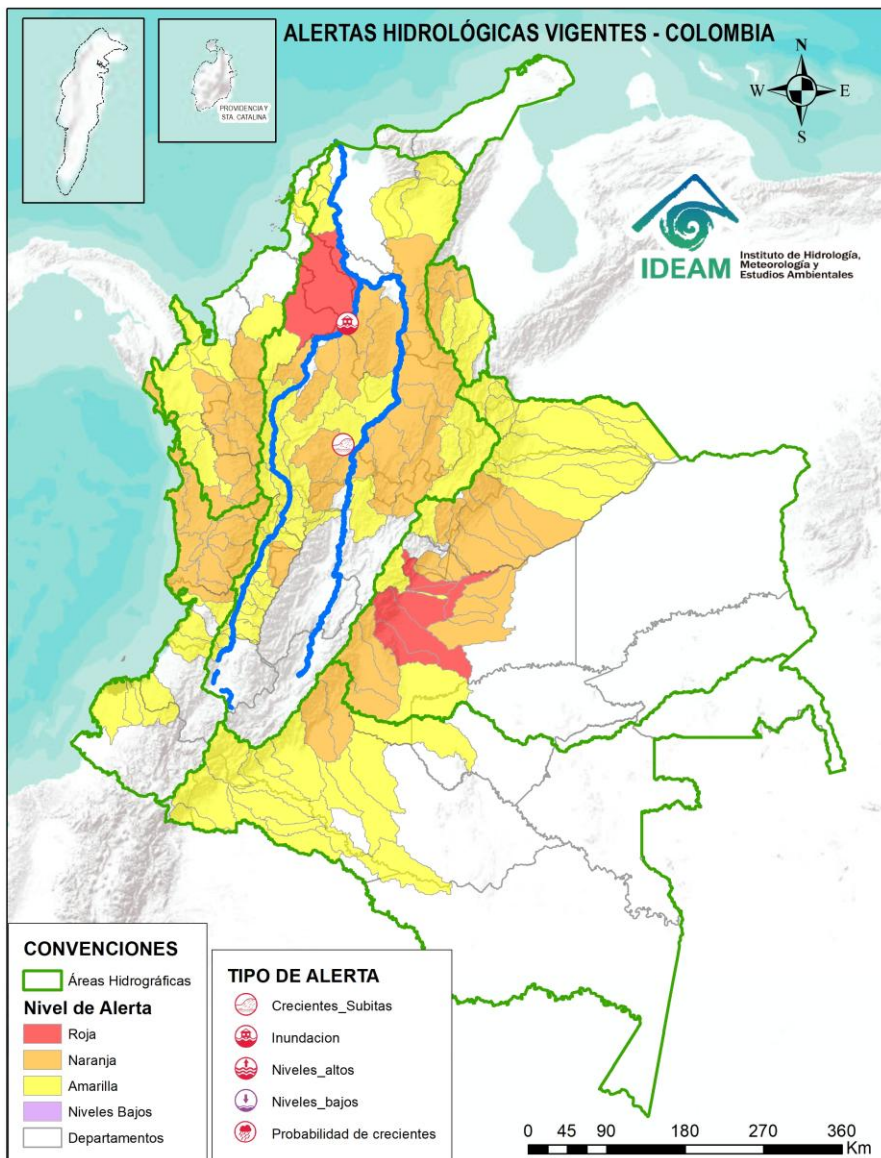 ALERTAS HIDROLÓGICAS VIGENTES - COLOMBIA
PROVIDENCIA Y
STA. CATALINA
N
W
E
S
IDEAM
Instituto de Hidrología,
Meteorología y
Estudios Ambientales
CONVENCIONES
Áreas Hidrográficas
Nivel de Alerta
Roja
Naranja
Amarilla
Niveles Bajos
Departamentos
TIPO DE ALERTA
Crecientes_Subitas
Inundacion
Niveles_altos
Niveles_bajos
Probabilidad de crecientes
0 45 90 180 270 360
Km